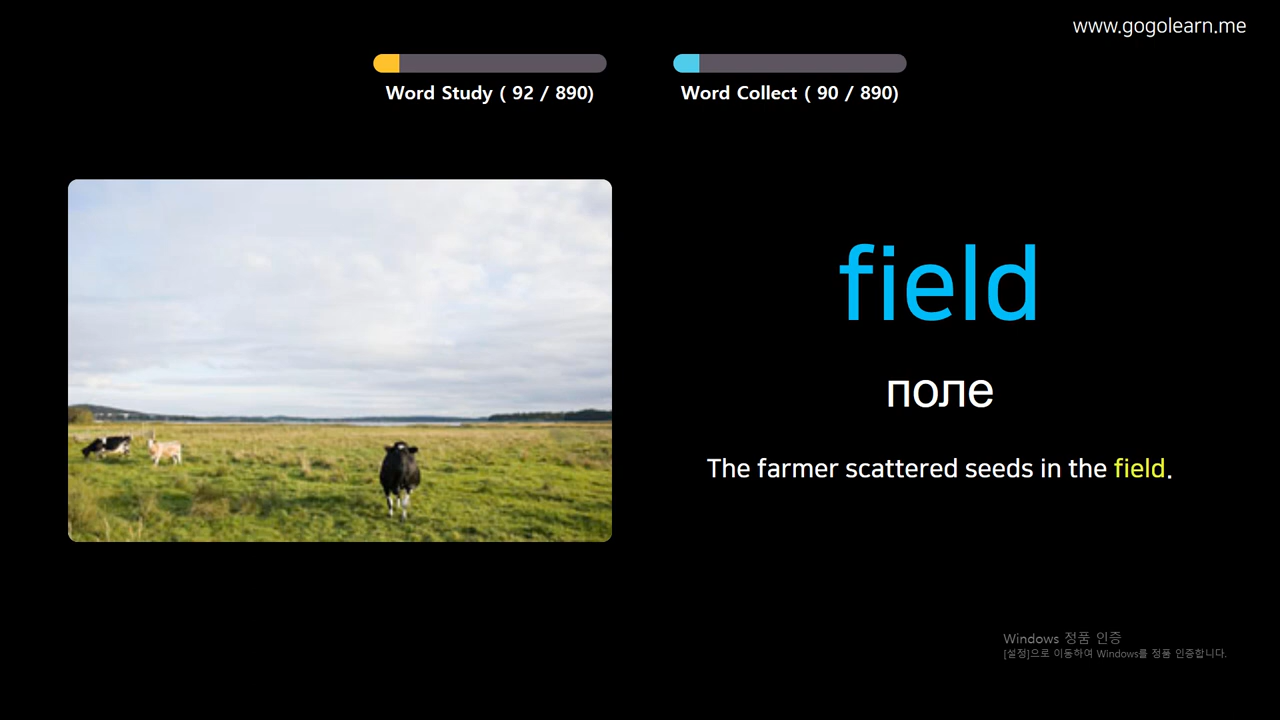 www.gogolearn.me
Word Study ( 92 / 890)
Word Collect ( 90 / 890)
field
поле
The farmer scattered seeds in the field.
Windows 정품 인증
[설정]으로 이동하여 Windows를 정품 인증합니다.